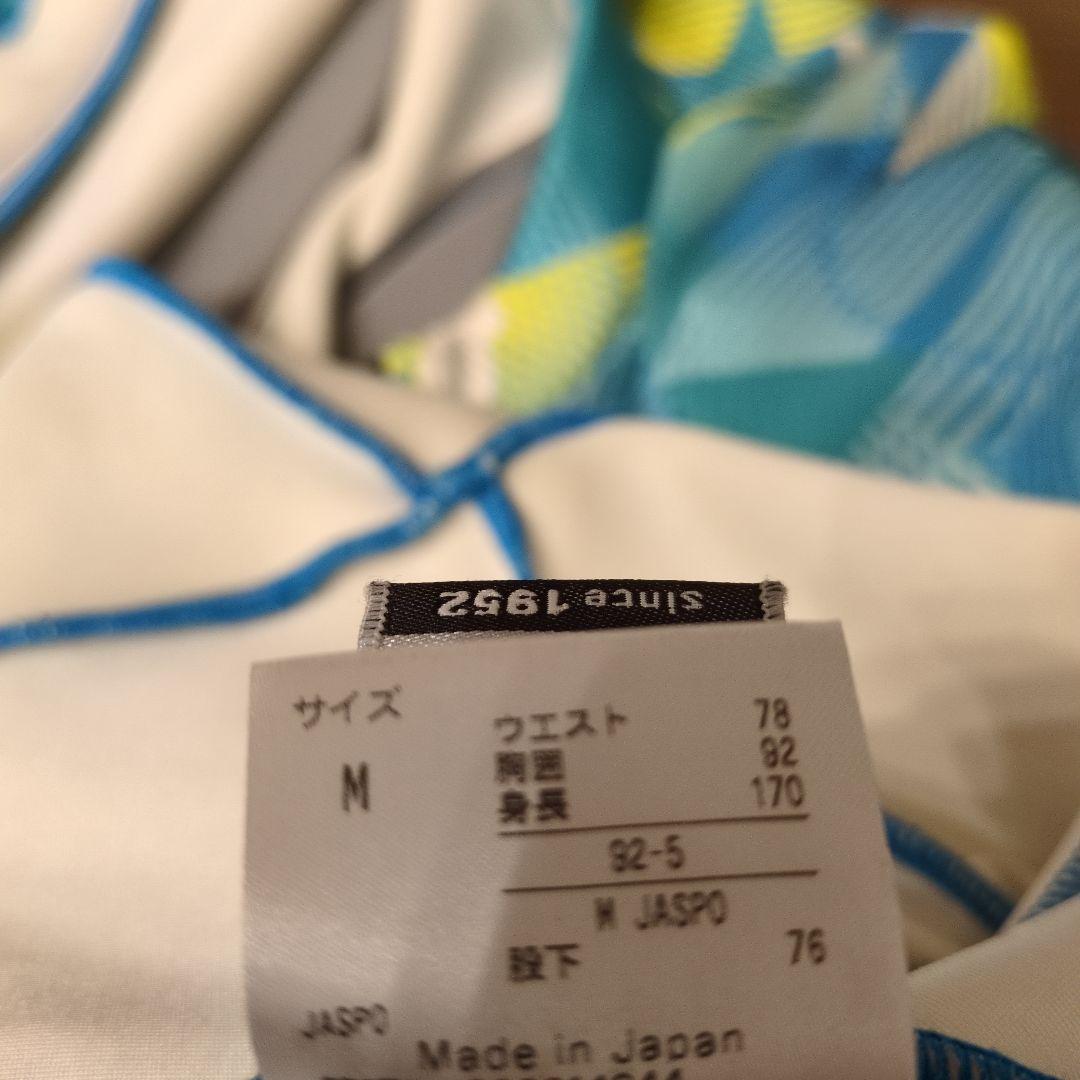 since 1952
サイズ
M
ウエスト 78
胸囲 92
身長 170
92-5
M JASPO
股下 76
JASPO
Made in Japan